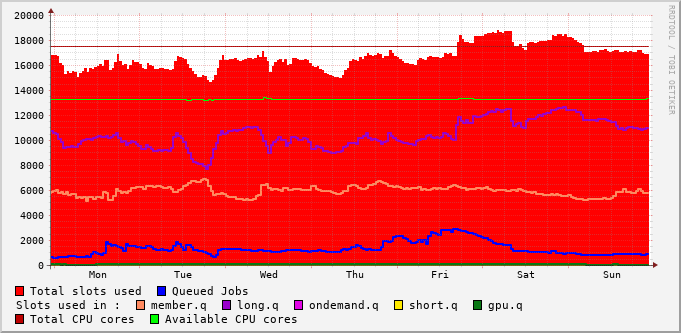 20000
18000
16000
14000
12000
10000
8000
6000
4000
2000
0
Mon Tue Wed Thu Fri Sat Sun
RRDTOOL / TOBI OETIKER
Total slots used Queued Jobs
Slots used in : member.q long.q ondemand.q short.q gpu.q
Total CPU cores Available CPU cores